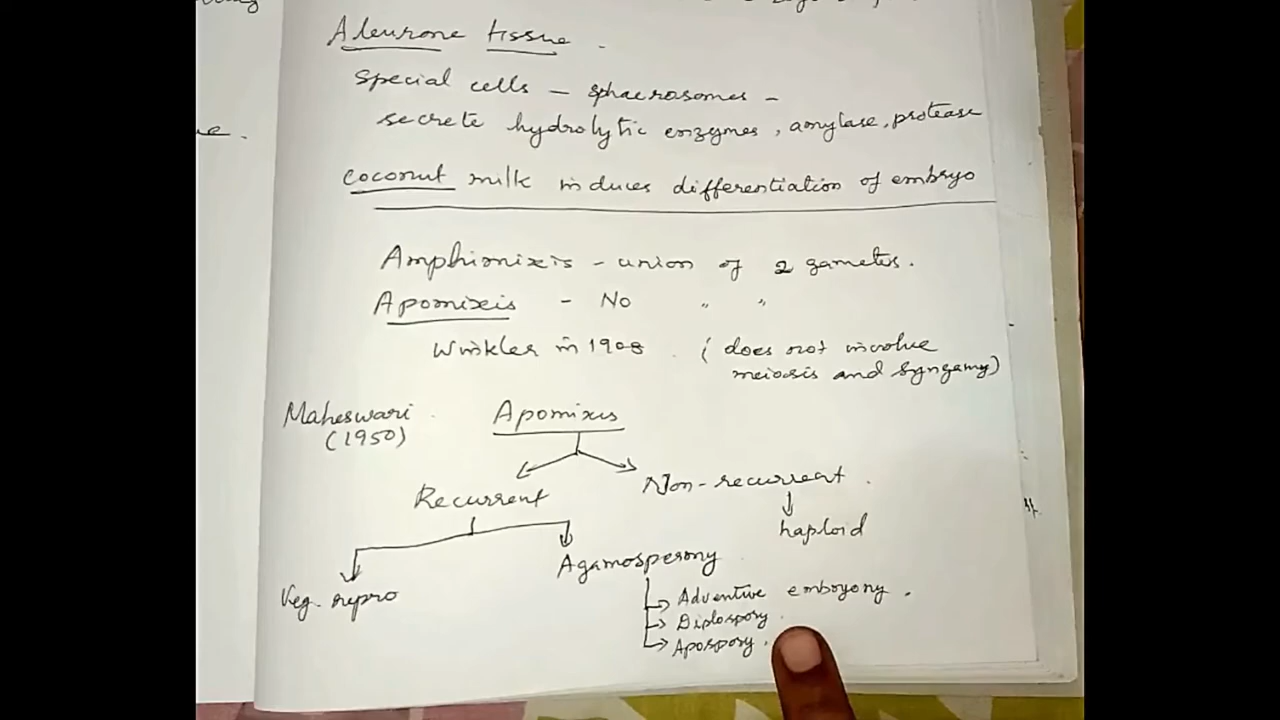 Aleurone tissue.
Special cells – sphaerosomes –
secrete hydrolytic enzymes, amylase, protease
coconut milk induces differentiation of embryo
Amphimixis – union of 2 gametes.
Apomixis – No " "
Winkler in 1908. (does not involve
meiosis and syngamy)
Maheswari
(1950)
Apomixis
Recurrent
Non-recurrent.
haploid
Agamospermy
Veg. repro
Adventive embryony.
Diplospory
Apospory.